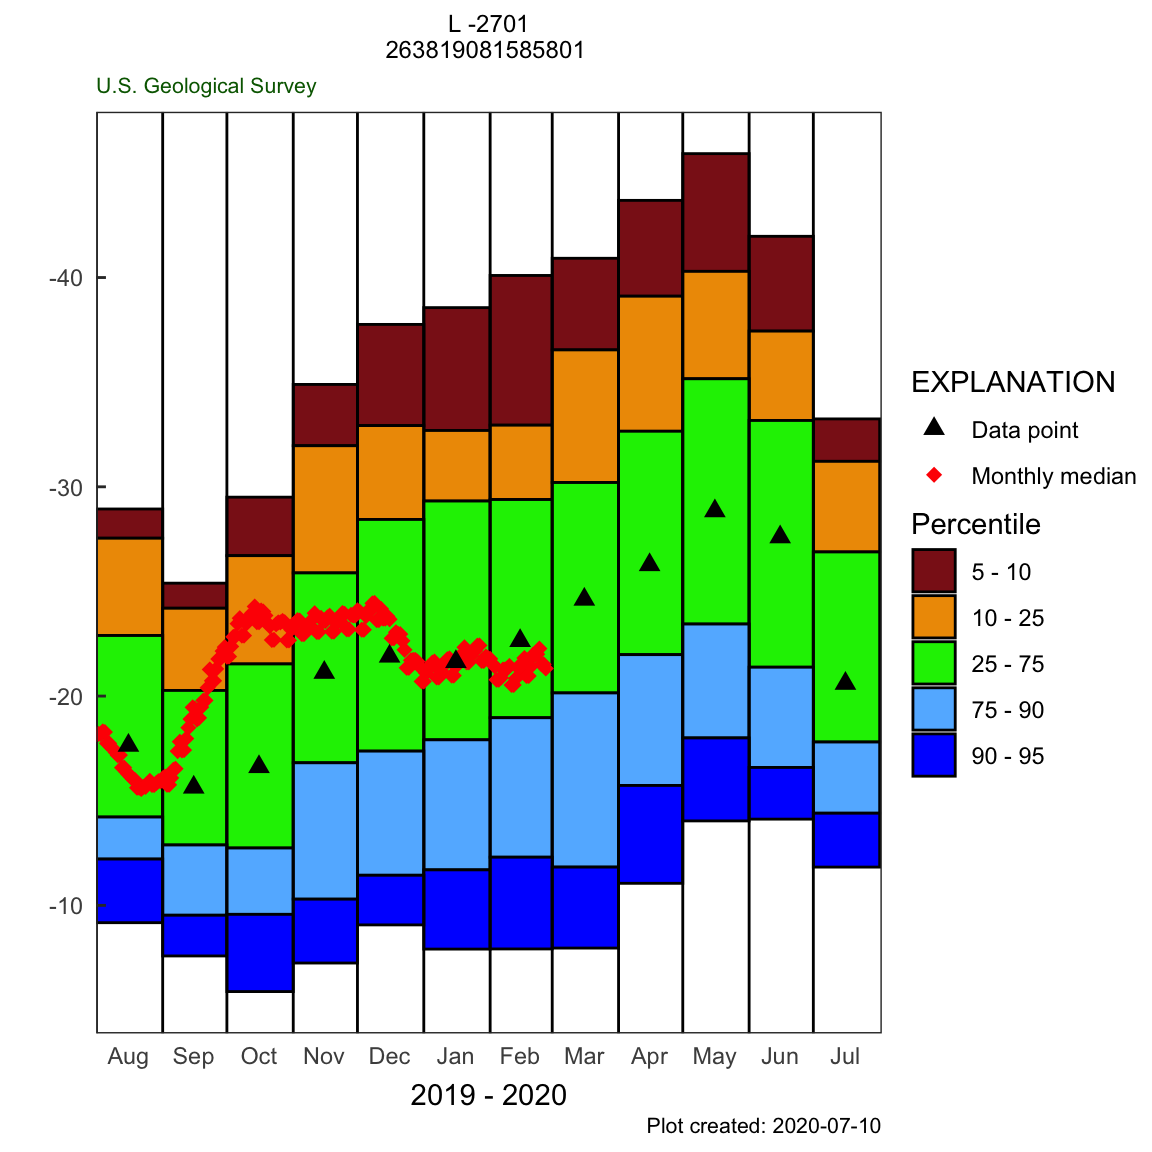 L -2701
263819081585801
U.S. Geological Survey
-40
-30
-20
-10
Aug Sep Oct Nov Dec Jan Feb Mar Apr May Jun Jul
2019 - 2020
Plot created: 2020-07-10
EXPLANATION
Data point
Monthly median
Percentile
5 - 10
10 - 25
25 - 75
75 - 90
90 - 95